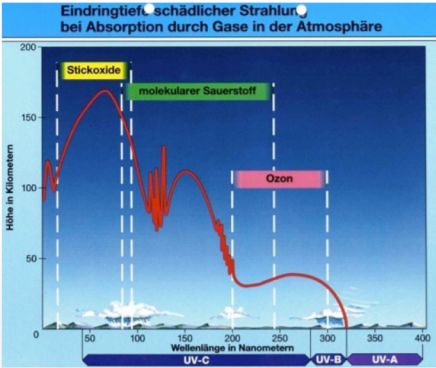 Eindringtiefe schädlicher Strahlung
bei Absorption durch Gase in der Atmosphäre
200
Stickoxide
molekularer Sauerstoff
150
Höhe in Kilometern
100
Ozon
50
0
50
100
150
200
250
300
350
400
Wellenlänge in Nanometern
UV-C
UV-B
UV-A